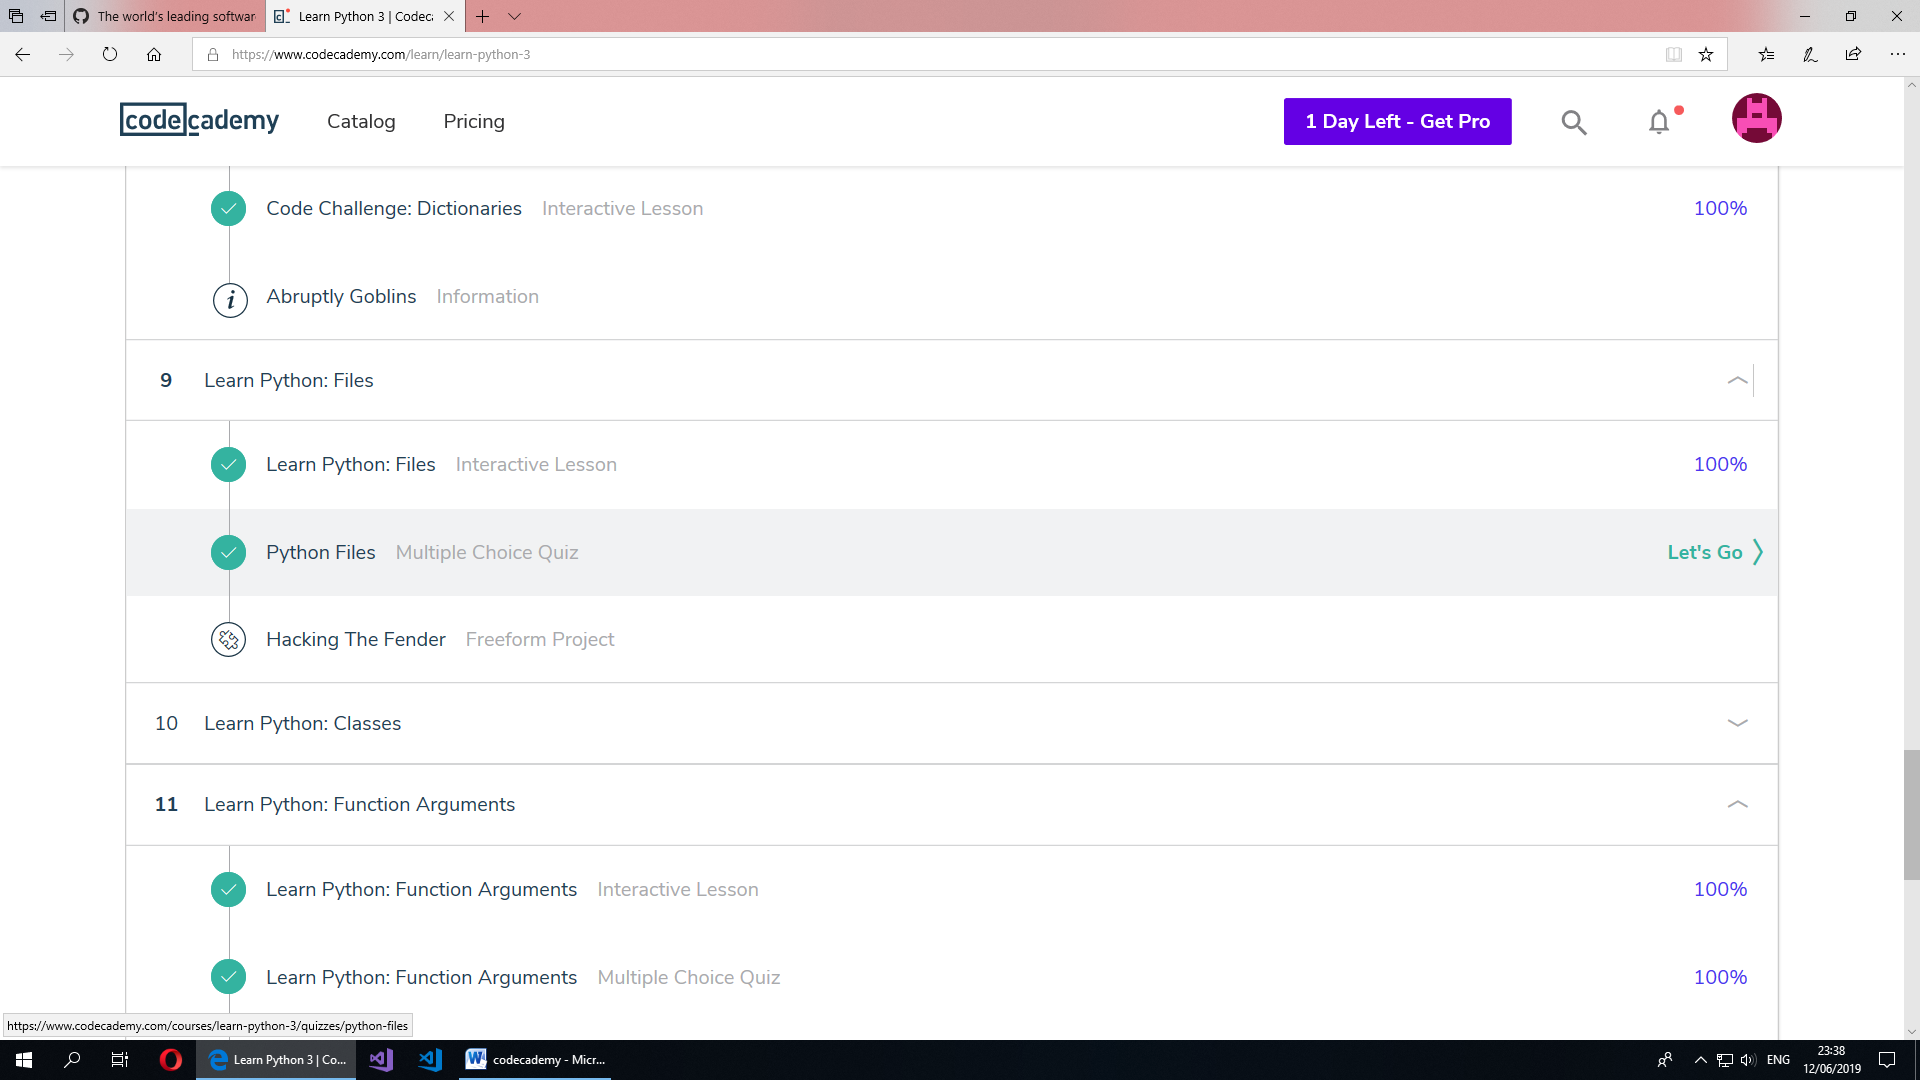 The world's leading softwar
Learn Python 3 | Codeca
https://www.codecademy.com/learn/learn-python-3
codecademy
Catalog
Pricing
1 Day Left - Get Pro
Code Challenge: Dictionaries Interactive Lesson 100%
Abruptly Goblins Information
9 Learn Python: Files
Learn Python: Files Interactive Lesson 100%
Python Files Multiple Choice Quiz Let's Go
Hacking The Fender Freeform Project
10 Learn Python: Classes
11 Learn Python: Function Arguments
Learn Python: Function Arguments Interactive Lesson 100%
Learn Python: Function Arguments Multiple Choice Quiz 100%
https://www.codecademy.com/courses/learn-python-3/quizzes/python-files
Learn Python 3 | Co...
codecademy - Micr...
ENG
23:38
12/06/2019